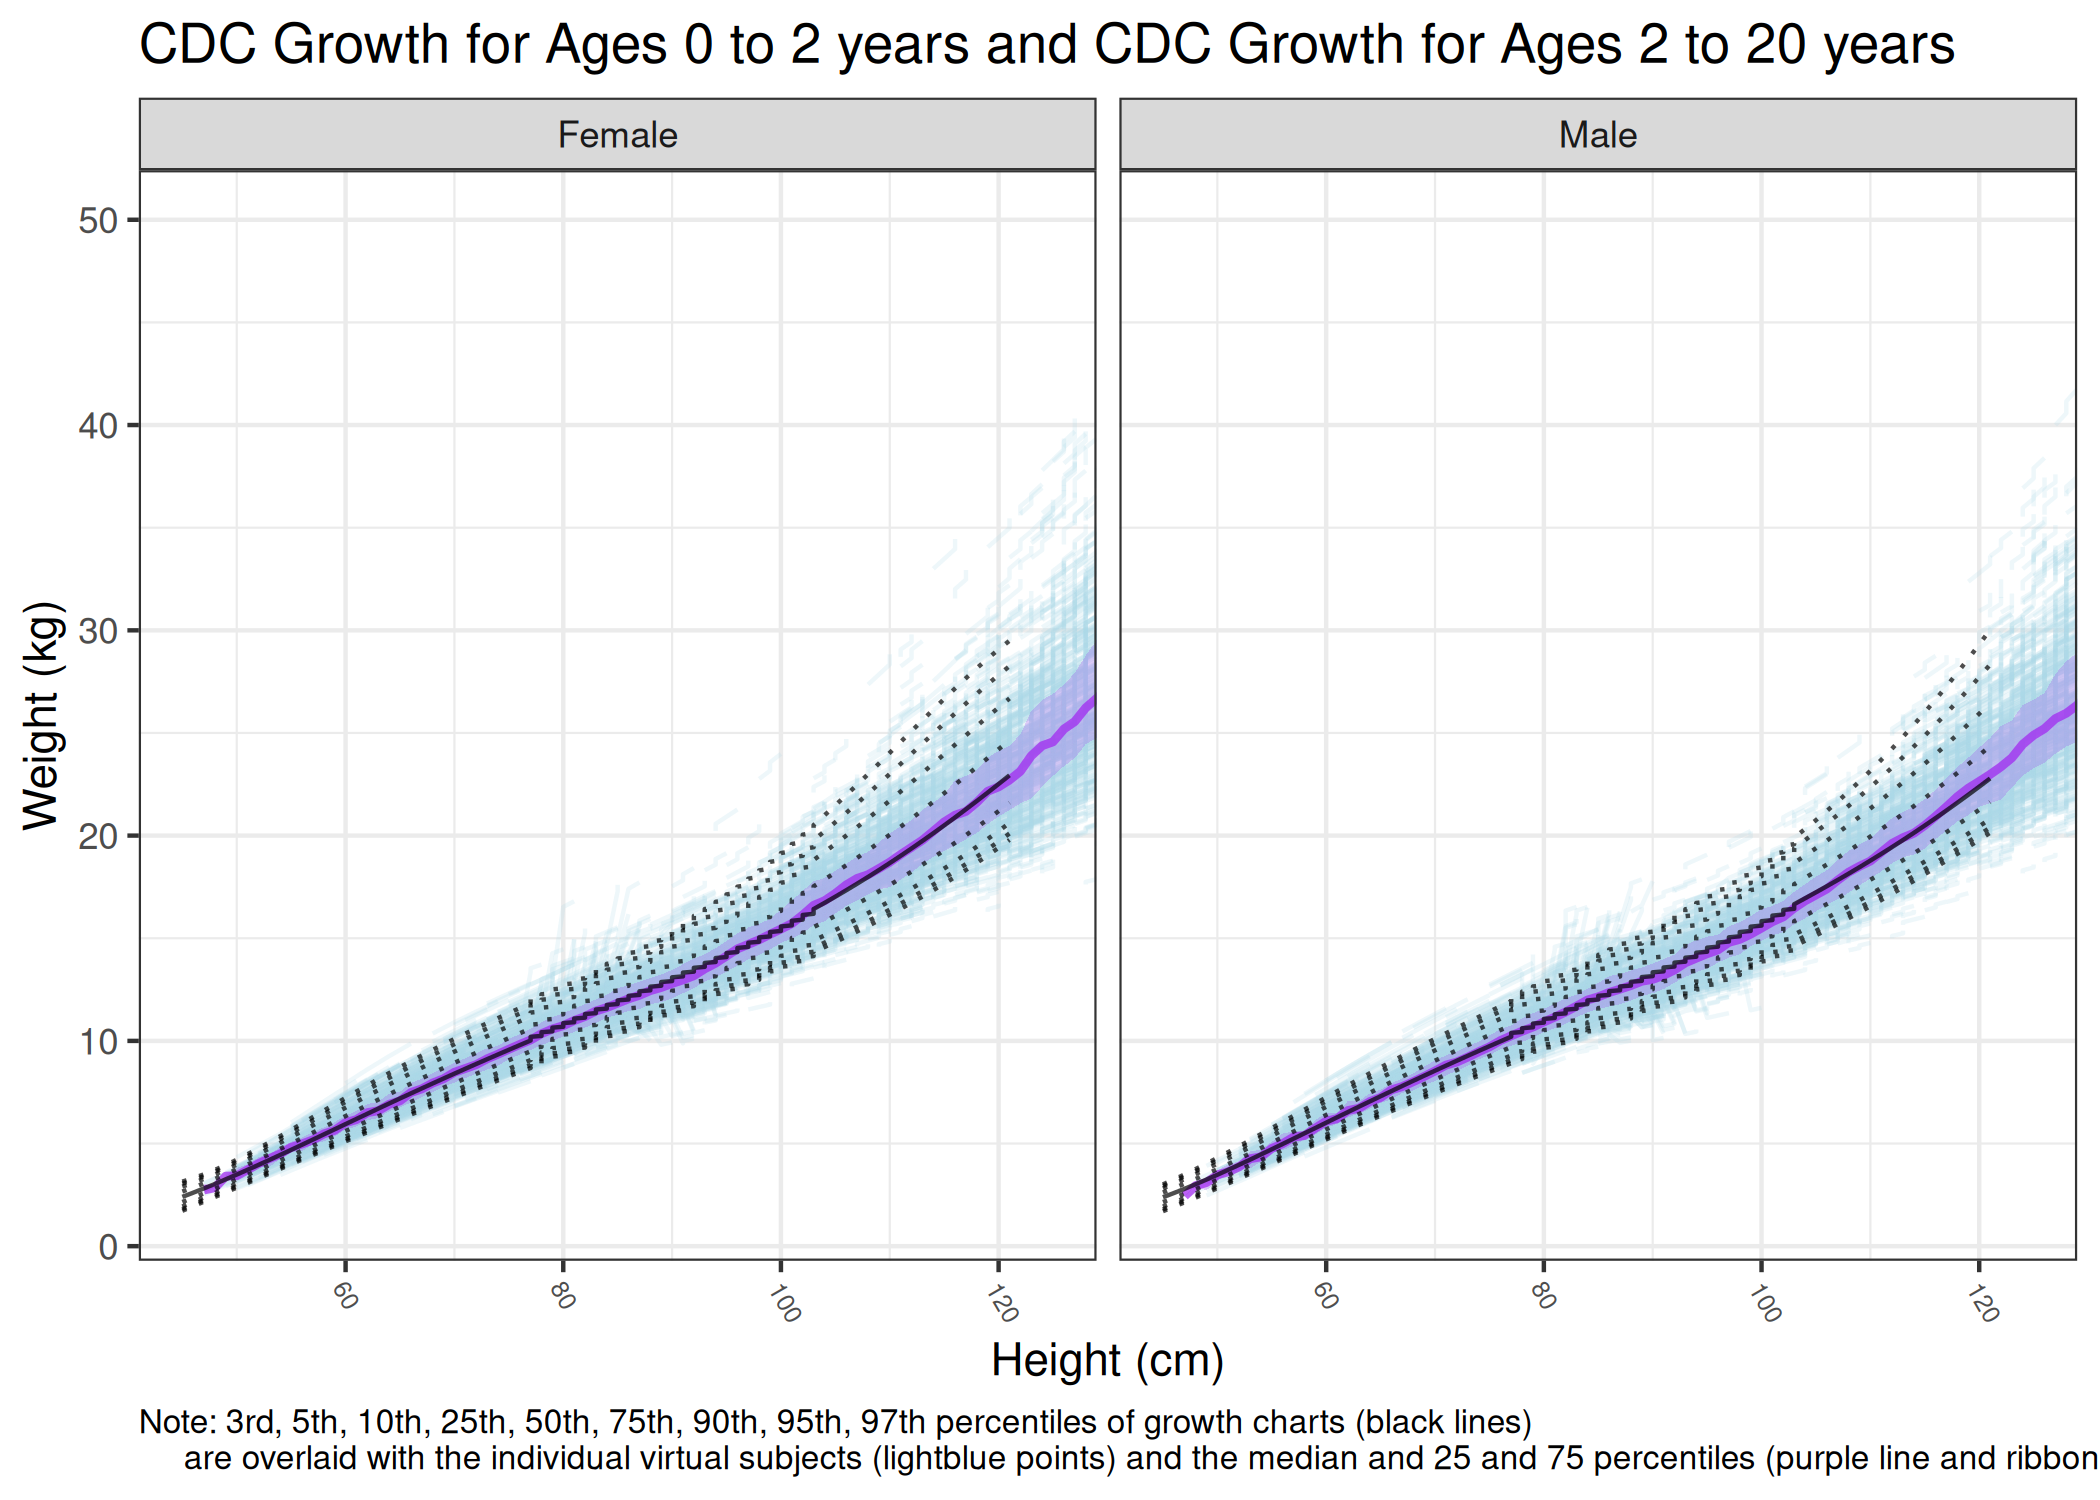 CDC Growth for Ages 0 to 2 years and CDC Growth for Ages 2 to 20 years
Female
Male
Weight (kg)
50
40
30
20
10
0
60
80
100
120
60
80
100
120
Height (cm)
Note: 3rd, 5th, 10th, 25th, 50th, 75th, 90th, 95th, 97th percentiles of growth charts (black lines)
are overlaid with the individual virtual subjects (lightblue points) and the median and 25 and 75 percentiles (purple line and ribbon